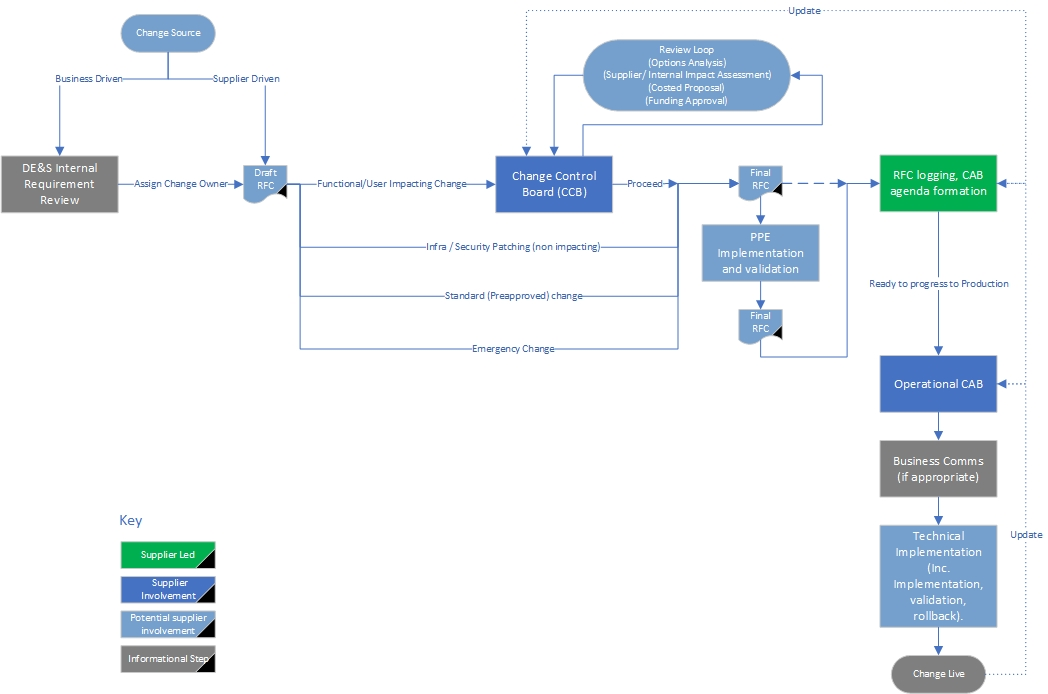 Update
Change Source
Review Loop
(Options Analysis)
(Supplier/ Internal Impact Assessment)
(Costed Proposal)
(Funding Approval)
Business Driven
Supplier Driven
DE&S Internal
Requirement
Review
Assign Change Owner
Draft
RFC
Functional/User Impacting Change
Change Control
Board (CCB)
Proceed
Final
RFC
RFC logging, CAB
agenda formation
Infra / Security Patching (non impacting)
PPE
Implementation
and validation
Standard (Preapproved) change
Ready to progress to Production
Final
RFC
Emergency Change
Operational CAB
Business Comms
(if appropriate)
Technical
Implementation
(Inc.
Implementation,
validation,
rollback).
Update
Change Live
Key
Supplier Led
Supplier
Involvement
Potential supplier
involvement
Informational Step